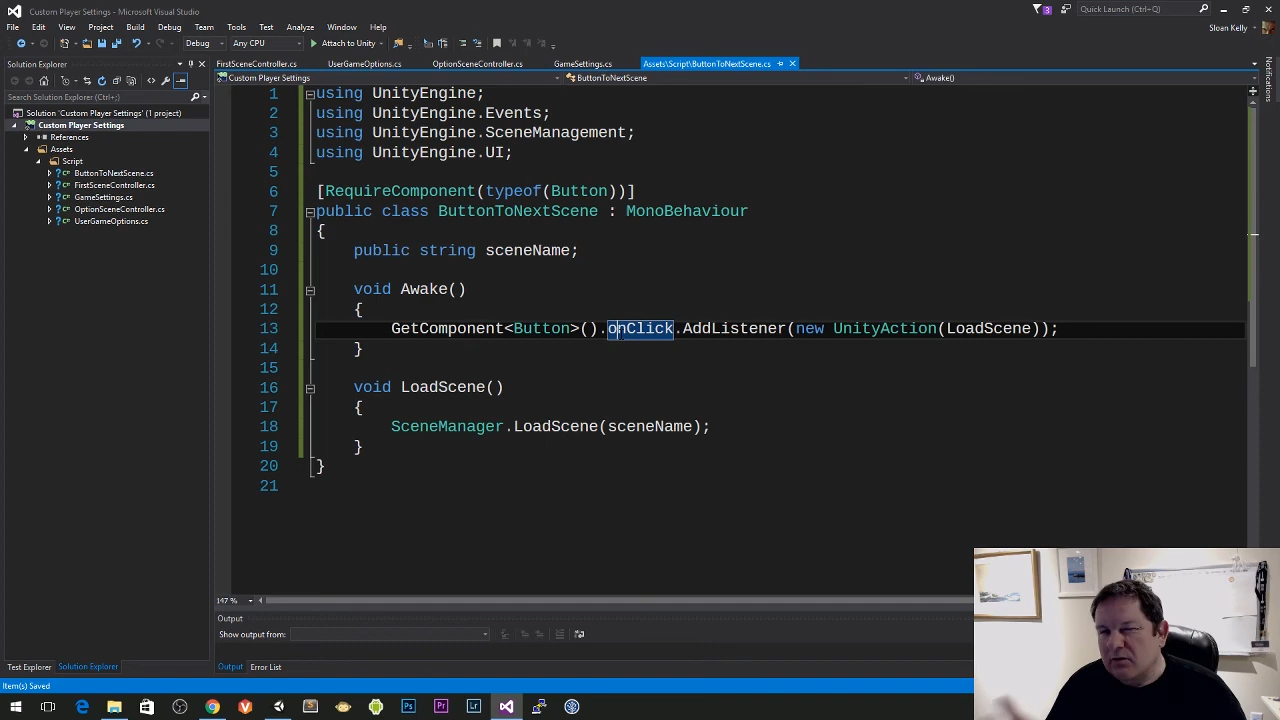 Custom Player Settings - Microsoft Visual Studio
3
Quick Launch (Ctrl+Q)
File Edit View Project Build Debug Team Tools Test Analyze Window Help
Sloan Kelly
Debug Any CPU Attach to Unity
Solution Explorer
Search Solution Explorer (Ctrl+;)
Solution 'Custom Player Settings' (1 project)
Custom Player Settings
References
Assets
Script
ButtonToNextScene.cs
FirstSceneController.cs
GameSettings.cs
OptionSceneController.cs
UserGameOptions.cs
Test Explorer Solution Explorer
FirstSceneController.cs UserGameOptions.cs OptionSceneController.cs GameSettings.cs Assets\Script\ButtonToNextScene.cs
Custom Player Settings ButtonToNextScene Awake()
Notifications
1 using UnityEngine;
2 using UnityEngine.Events;
3 using UnityEngine.SceneManagement;
4 using UnityEngine.UI;
5
6 [RequireComponent(typeof(Button))]
7 public class ButtonToNextScene : MonoBehaviour
8 {
9 public string sceneName;
10
11 void Awake()
12 {
13 GetComponent<Button>().onClick.AddListener(new UnityAction(LoadScene));
14 }
15
16 void LoadScene()
17 {
18 SceneManager.LoadScene(sceneName);
19 }
20 }
21
147 %
Output
Show output from:
Output Error List
Item(s) Saved
Ps Pr Lr